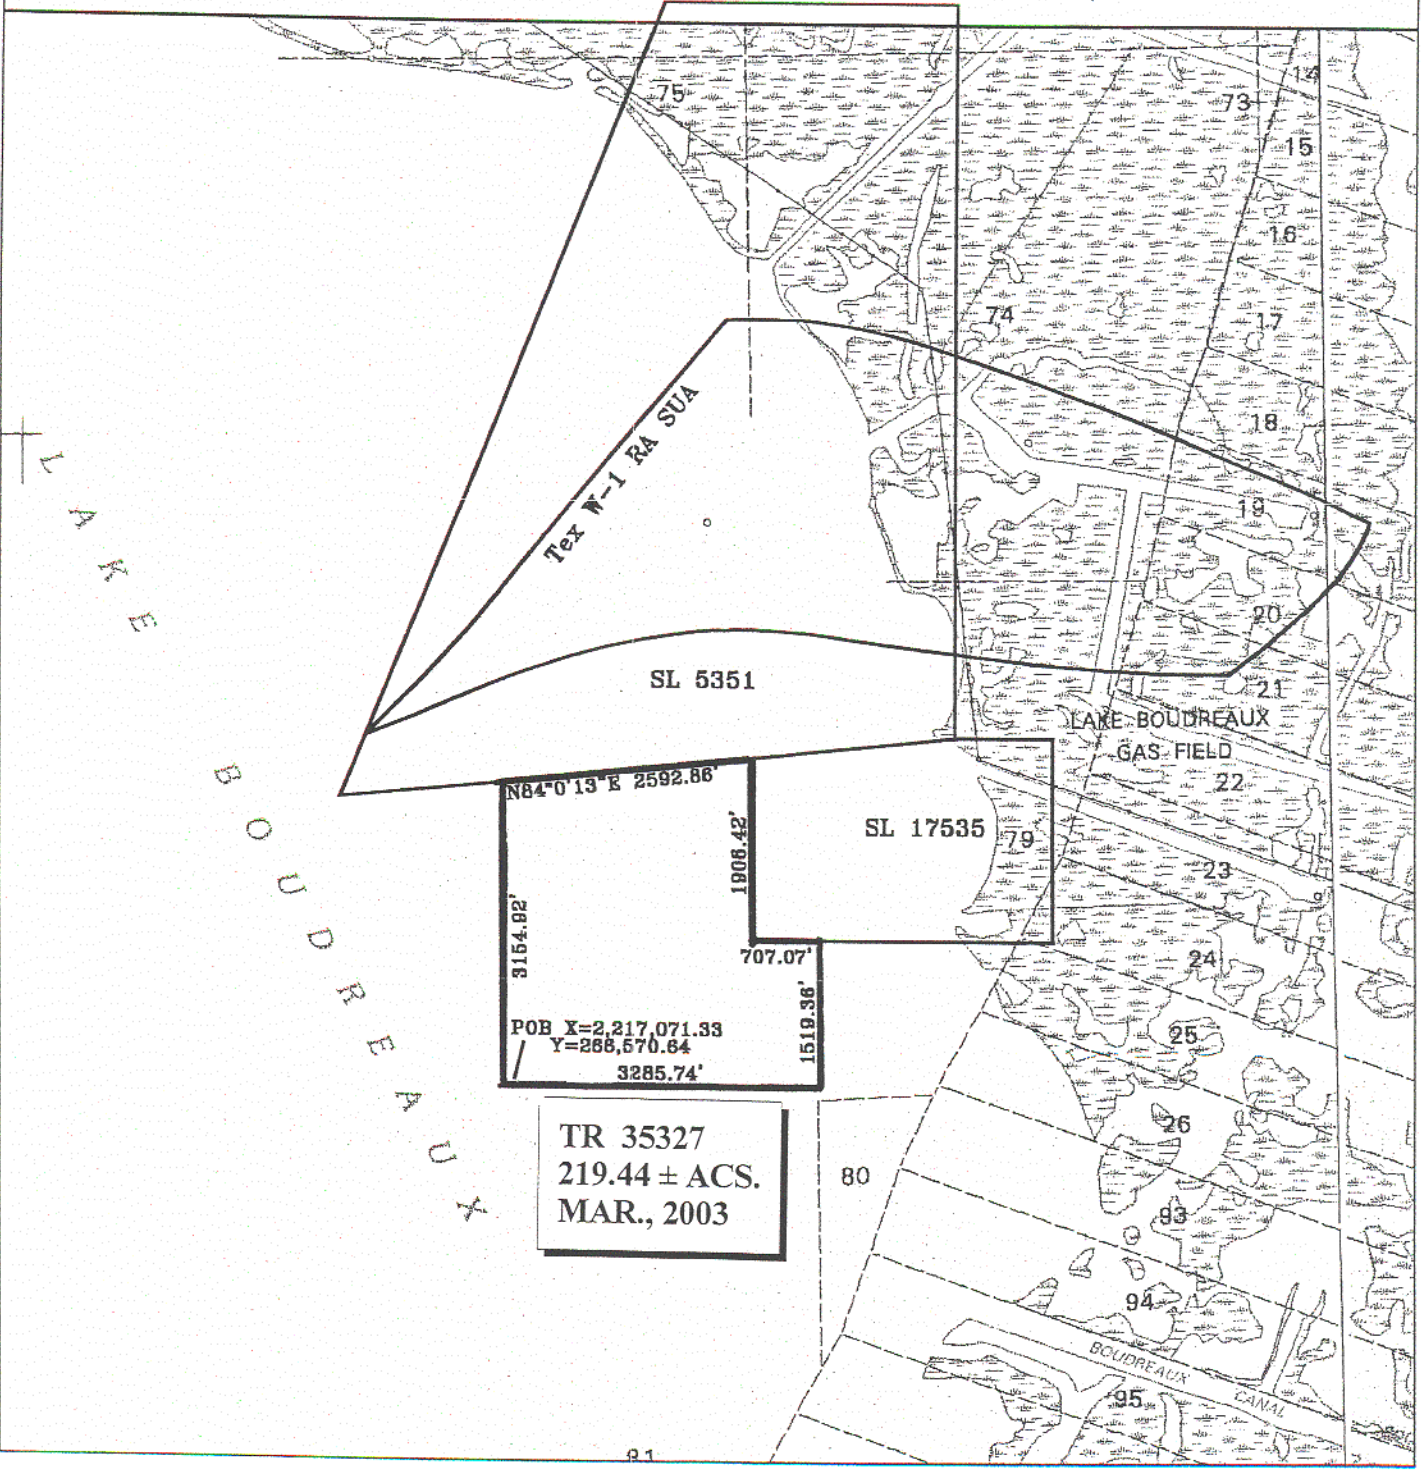 75
14
73
15
16
74
17
18
Tex W-1 RA SUA
19
20
SL 5351
21
LAKE BOUDREAUX
GAS FIELD
22
N84°0'13"E 2592.86'
SL 17535
79
1906.42'
23
3154.92'
707.07'
24
1519.36'
POB X=2,217,071.33
Y=268,570.64
3285.74'
25
LAKE BOUDREAUX
TR 35327
219.44 ± ACS.
MAR., 2003
26
80
93
94
BOUDREAUX CANAL
95